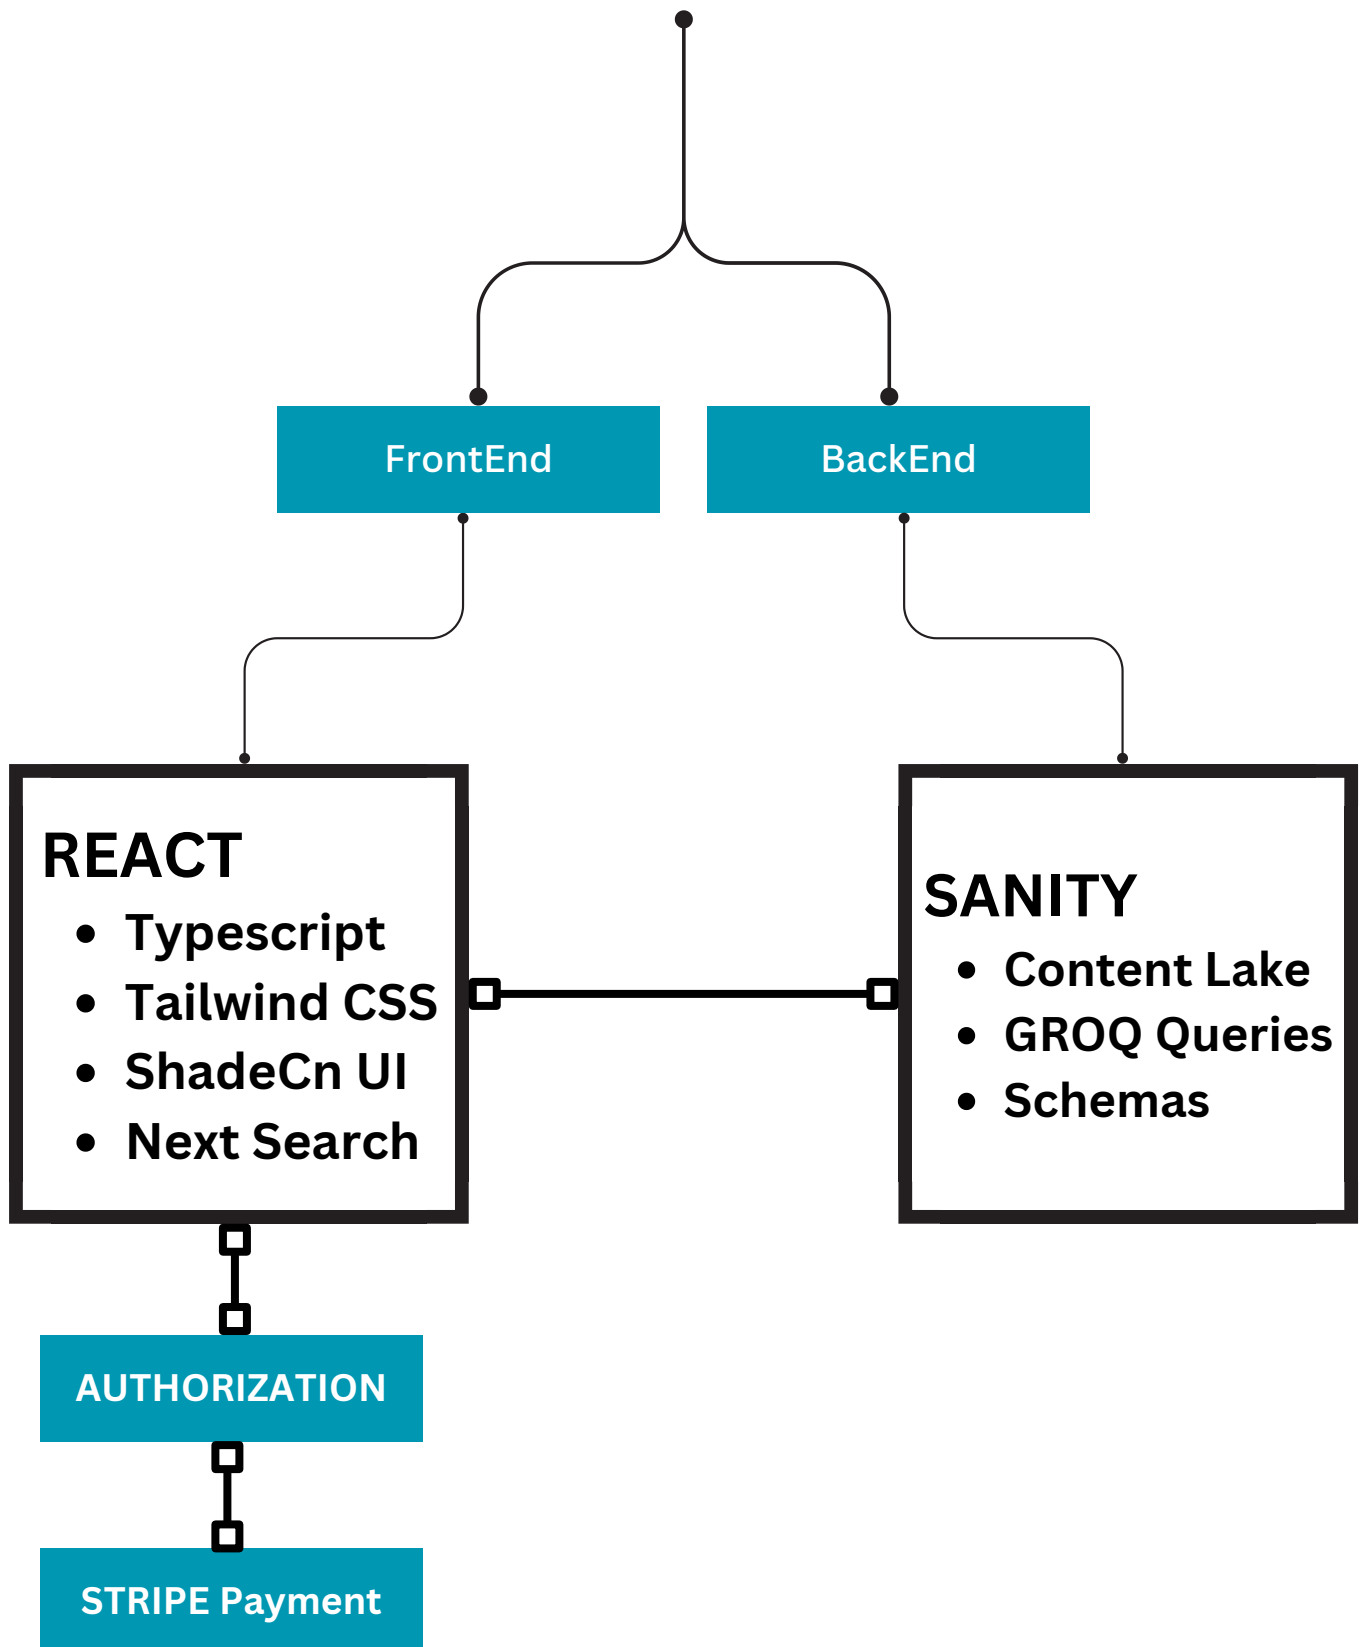 FrontEnd
BackEnd
REACT
• Typescript
• Tailwind CSS
• ShadeCn UI
• Next Search
SANITY
• Content Lake
• GROQ Queries
• Schemas
AUTHORIZATION
STRIPE Payment